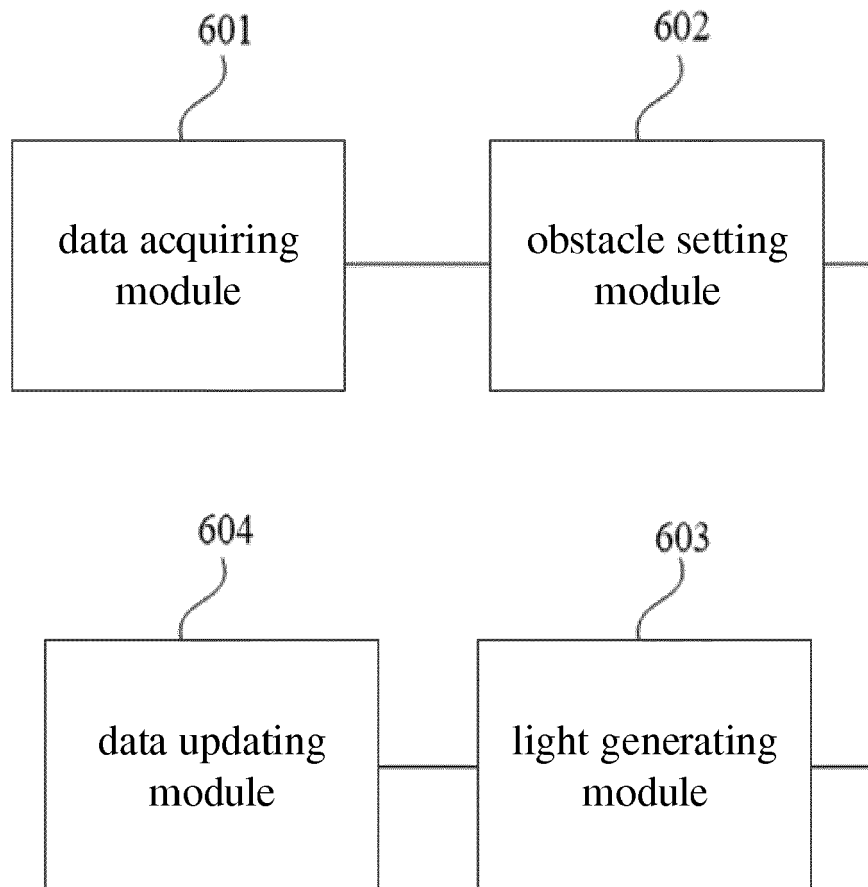 601
602
data acquiring
module
obstacle setting
module
604
603
data updating
module
light generating
module